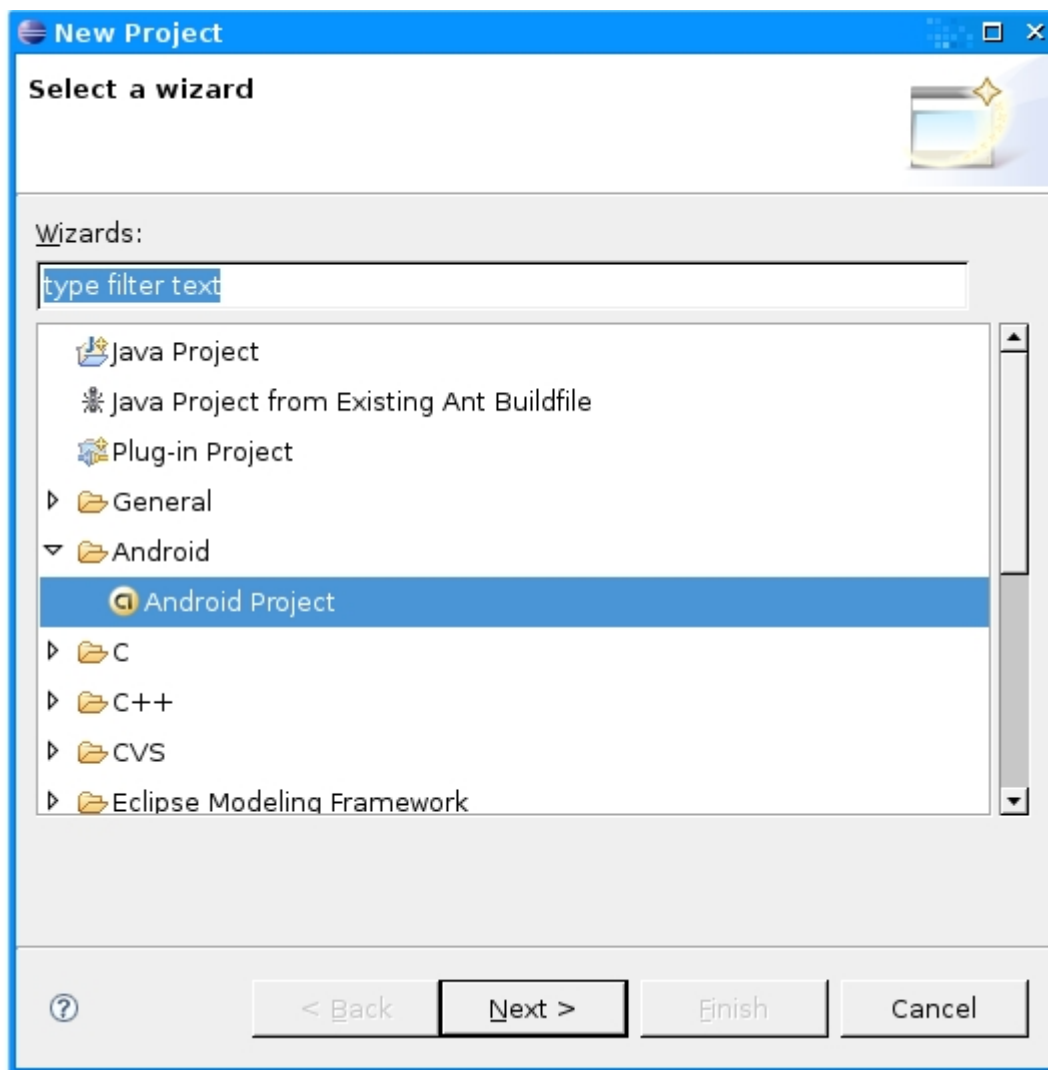 New Project
Select a wizard
Wizards:
type filter text
Java Project
Java Project from Existing Ant Buildfile
Plug-in Project
General
Android
Android Project
C
C++
CVS
Eclipse Modeling Framework
< Back Next > Finish Cancel